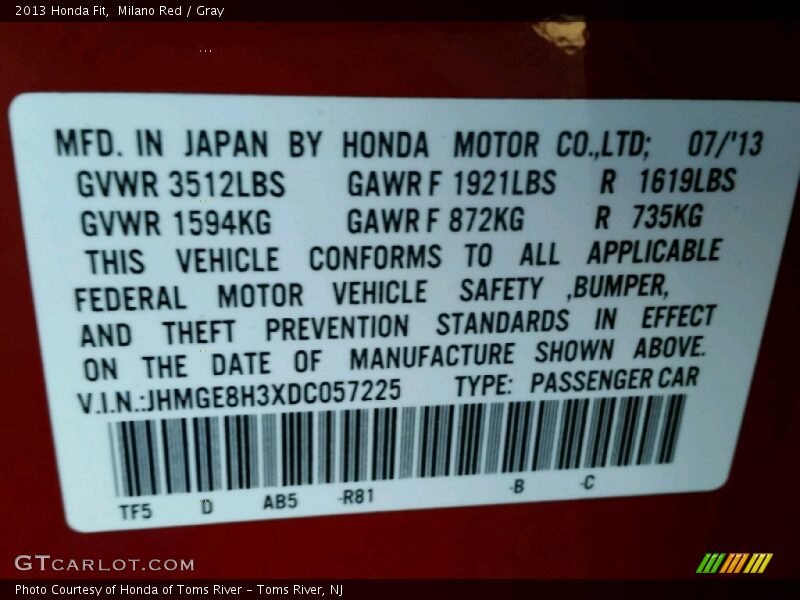 2013 Honda Fit,  Milano Red / Gray
MFD. IN JAPAN BY HONDA MOTOR CO.,LTD; 07/'13
GVWR 3512LBS GAWR F 1921LBS R 1619LBS
GVWR 1594KG GAWR F 872KG R 735KG
THIS VEHICLE CONFORMS TO ALL APPLICABLE
FEDERAL MOTOR VEHICLE SAFETY ,BUMPER,
AND THEFT PREVENTION STANDARDS IN EFFECT
ON THE DATE OF MANUFACTURE SHOWN ABOVE.
V.I.N.:JHMGE8H3XDC057225 TYPE: PASSENGER CAR
TF5 D AB5 -R81 -B -C
GTCARLOT.COM
Photo Courtesy of Honda of Toms River - Toms River, NJ